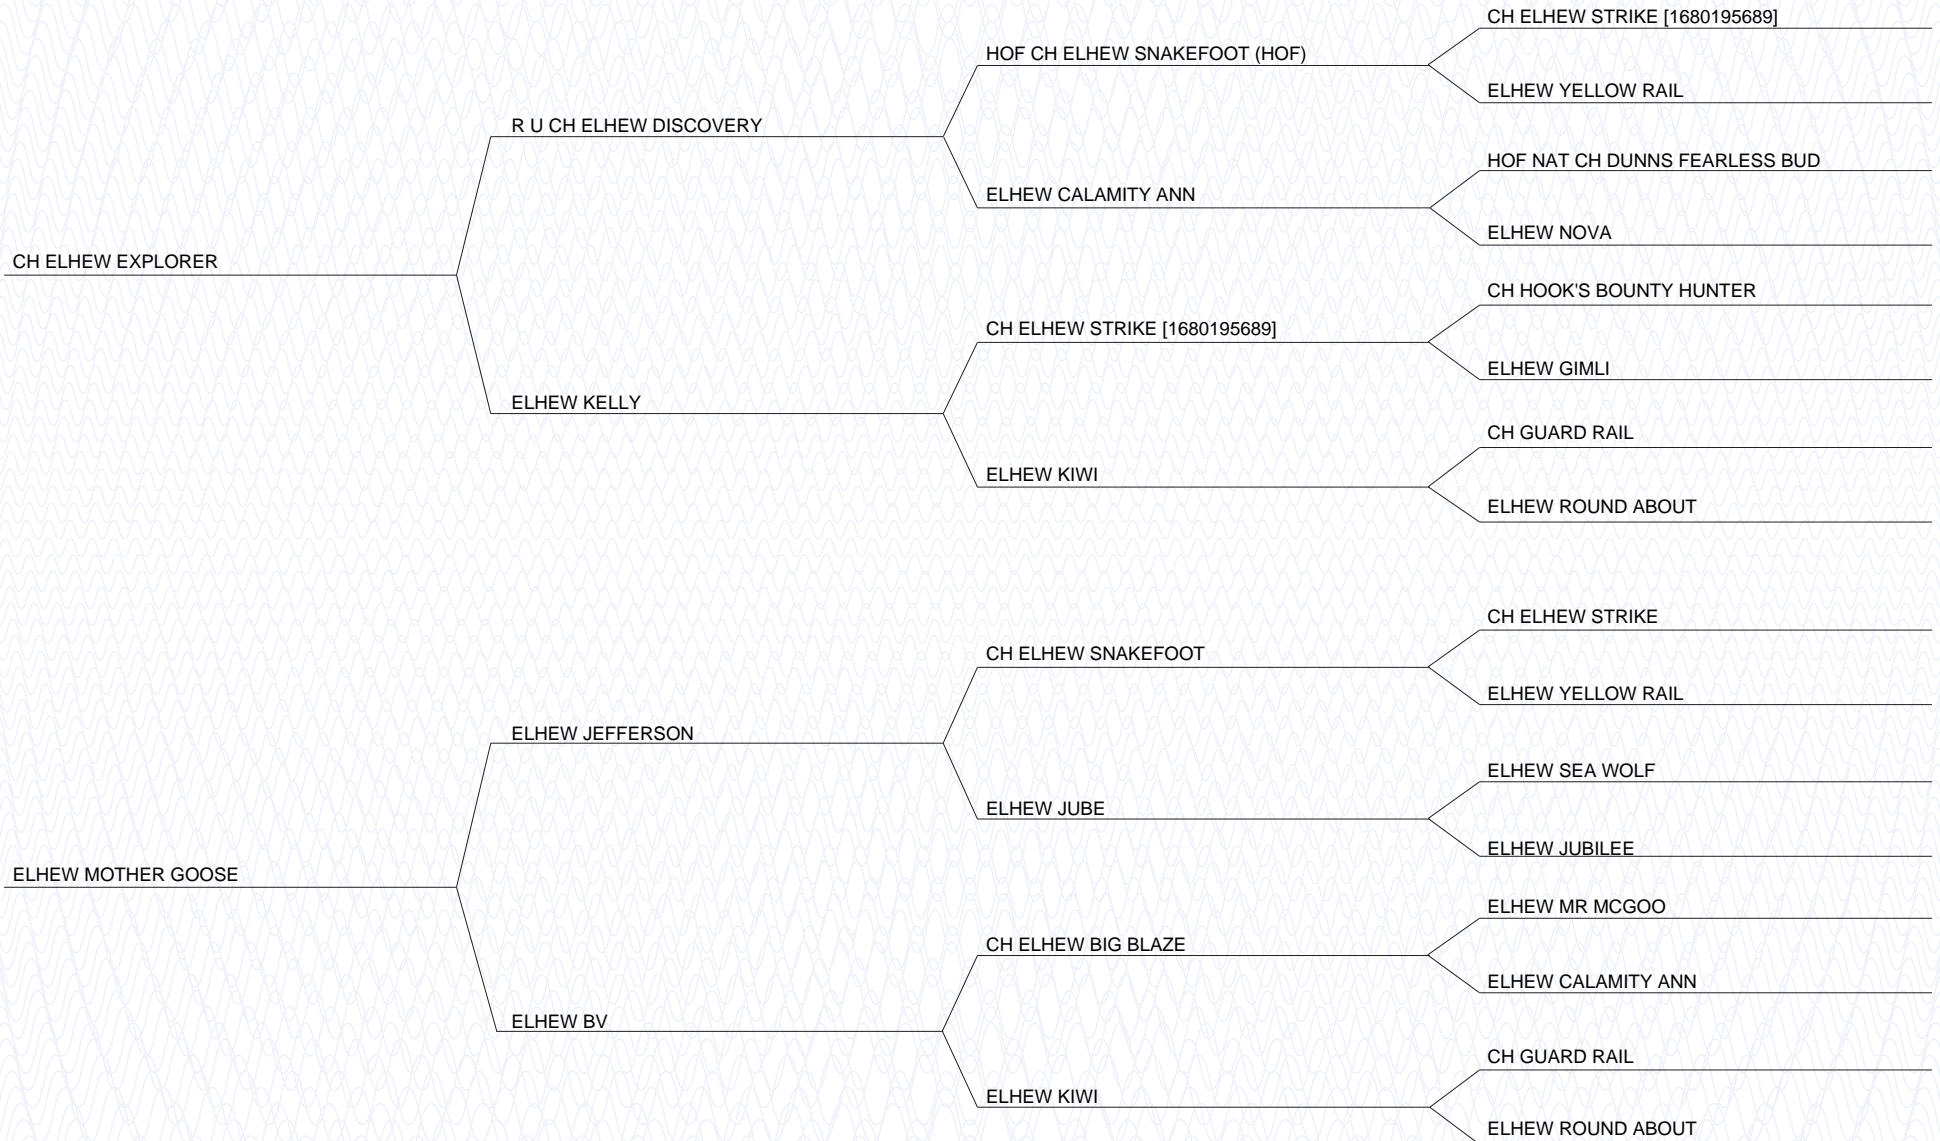 CH ELHEW STRIKE [1680195689]
HOF CH ELHEW SNAKEFOOT (HOF)
ELHEW YELLOW RAIL
R U CH ELHEW DISCOVERY
HOF NAT CH DUNNS FEARLESS BUD
ELHEW CALAMITY ANN
ELHEW NOVA
CH ELHEW EXPLORER
CH HOOK'S BOUNTY HUNTER
CH ELHEW STRIKE [1680195689]
ELHEW GIMLI
ELHEW KELLY
CH GUARD RAIL
ELHEW KIWI
ELHEW ROUND ABOUT
CH ELHEW STRIKE
CH ELHEW SNAKEFOOT
ELHEW YELLOW RAIL
ELHEW JEFFERSON
ELHEW SEA WOLF
ELHEW JUBE
ELHEW JUBILEE
ELHEW MOTHER GOOSE
ELHEW MR MCGOO
CH ELHEW BIG BLAZE
ELHEW CALAMITY ANN
ELHEW BV
CH GUARD RAIL
ELHEW KIWI
ELHEW ROUND ABOUT